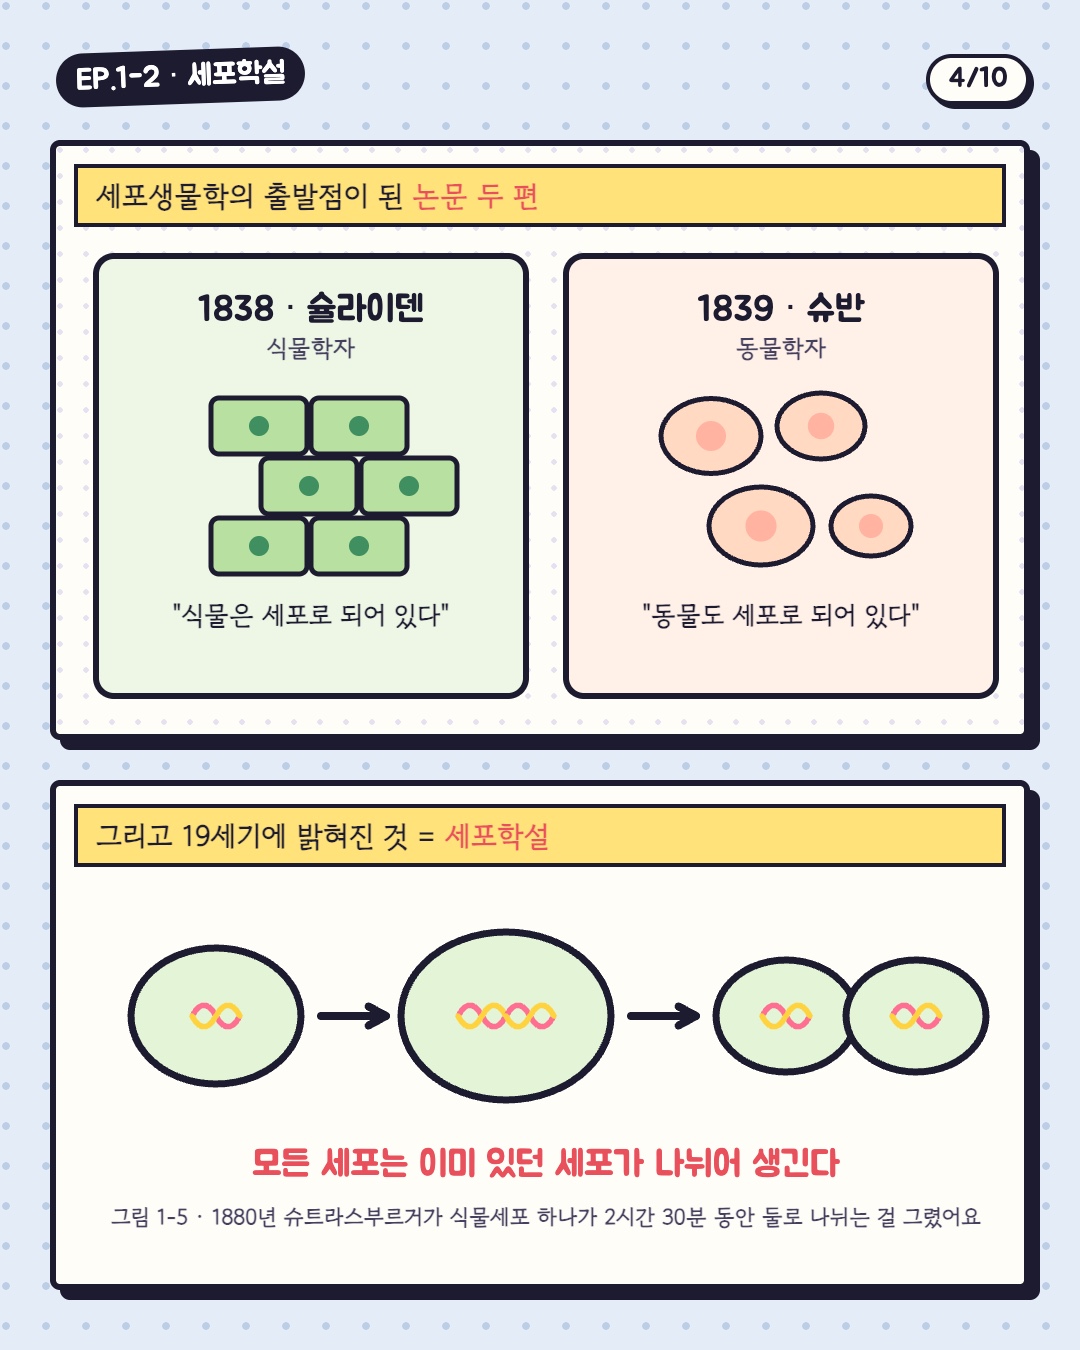 EP.1-2 · 세포학설
4/10
세포생물학의 출발점이 된 논문 두 편
1838 · 슐라이덴
식물학자
"식물은 세포로 되어 있다"
1839 · 슈반
동물학자
"동물도 세포로 되어 있다"
그리고 19세기에 밝혀진 것 = 세포학설
모든 세포는 이미 있던 세포가 나뉘어 생긴다
그림 1-5 · 1880년 슈트라스부르거가 식물세포 하나가 2시간 30분 동안 둘로 나뉘는 걸 그렸어요